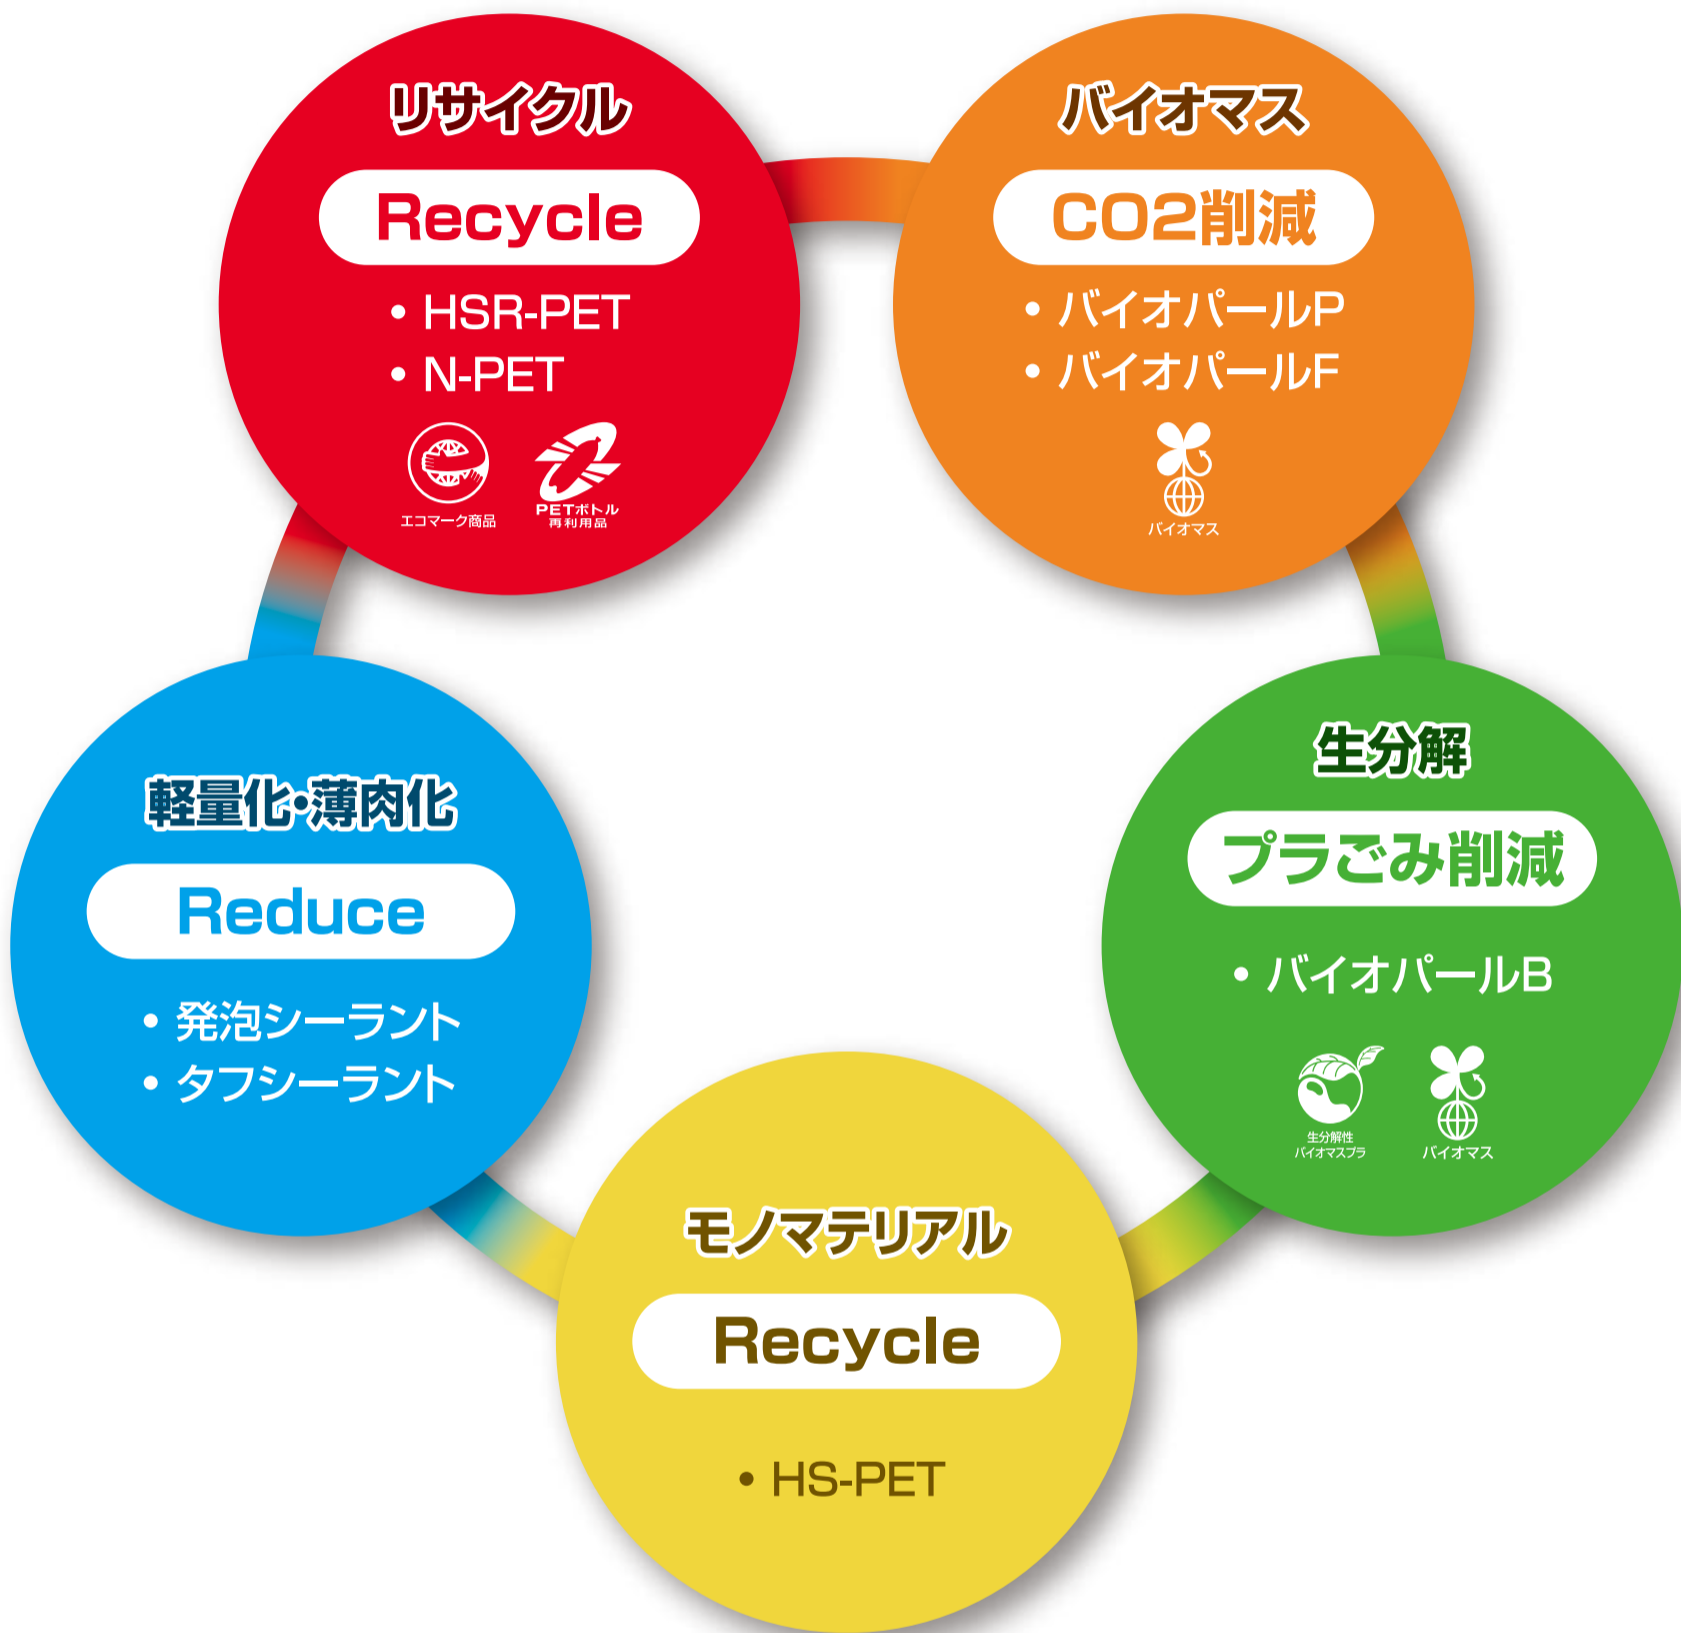 リサイクル
Recycle
• HSR-PET
• N-PET
エコマーク商品
PETボトル
再利用品
バイオマス
CO2削減
• バイオパールP
• バイオパールF
バイオマス
生分解
プラごみ削減
• バイオパールB
生分解性
バイオマスプラ
バイオマス
モノマテリアル
Recycle
• HS-PET
軽量化・薄肉化
Reduce
• 発泡シーラント
• タフシーラント